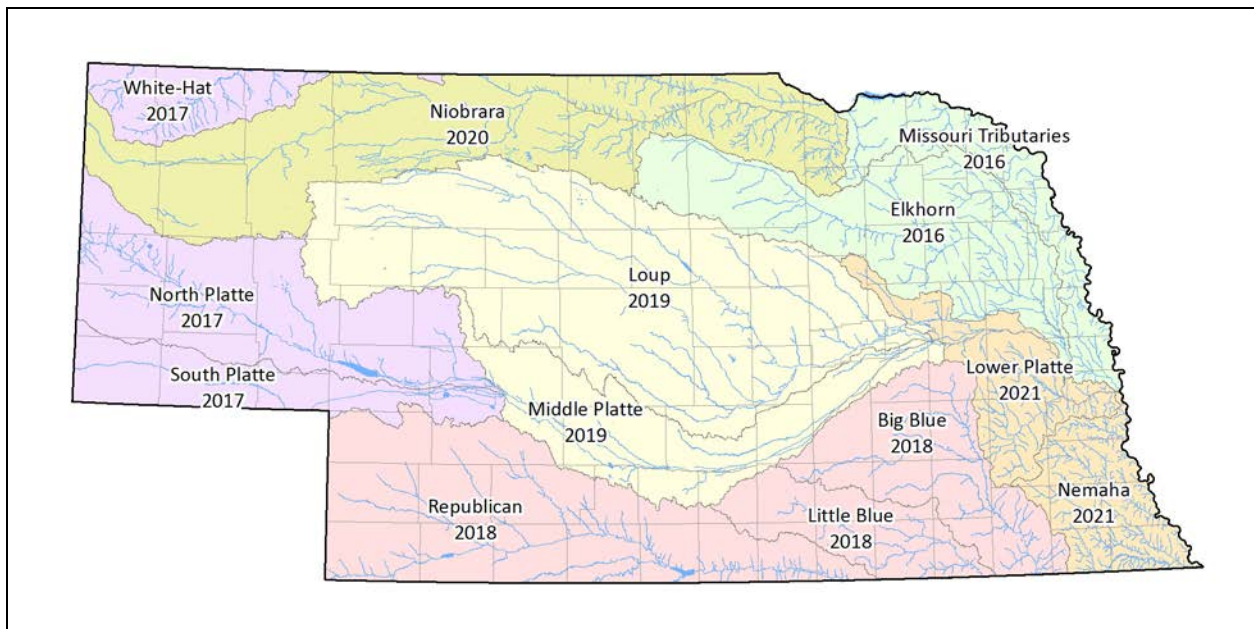 White-Hat
2017
Niobrara
2020
Missouri Tributaries
2016
Elkhorn
2016
North Platte
2017
Loup
2019
South Platte
2017
Middle Platte
2019
Lower Platte
2021
Big Blue
2018
Republican
2018
Little Blue
2018
Nemaha
2021